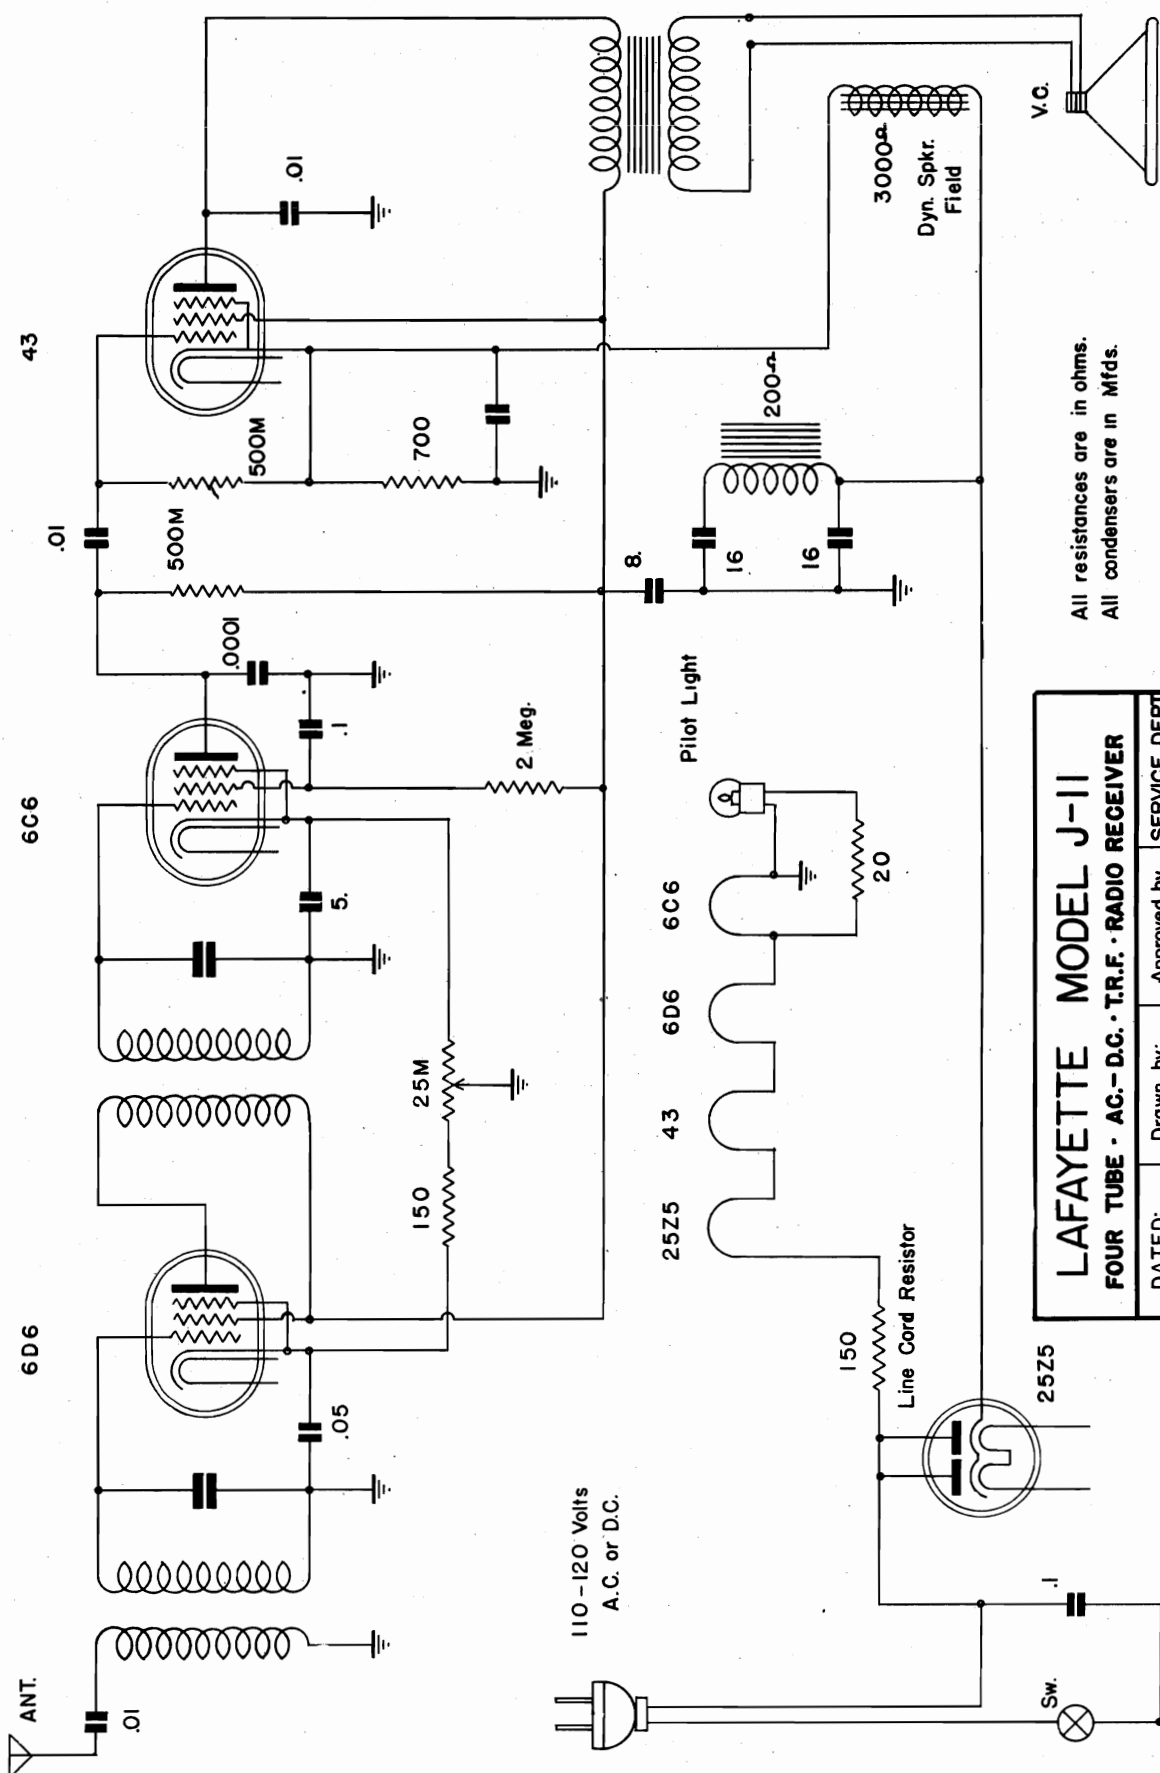 ANT.
.01
6D6
.05
6C6
5.
.1
.0001
.01
43
500M
500M
700
.01
150
25M
2 Meg.
8.
16
16
200Ω
3000Ω
Dyn. Spkr.
Field
V.C.
110-120 Volts
A.C. or D.C.
25Z5
43
6D6
6C6
Pilot Light
20
150
Line Cord Resistor
25Z5
Sw.
.1
All resistances are in ohms.
All condensers are in Mfds.
LAFAYETTE MODEL J-11
FOUR TUBE · AC.-D.C. · T.R.F. · RADIO RECEIVER
DATED:
Drawn by:
Approved by
SERVICE DEPT